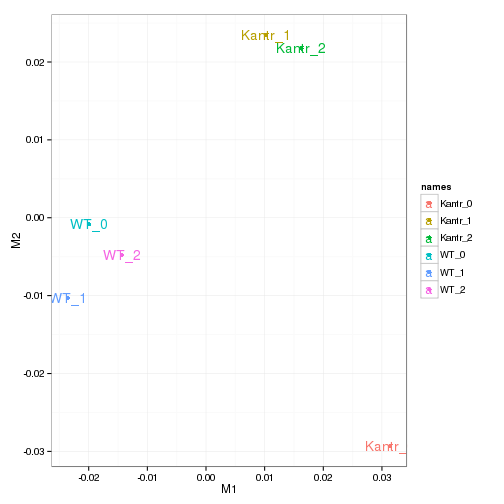 Kantr_1
Kantr_2
0.02
0.01
names
Kantr_0
Kantr_1
0.00
WT_0
Kantr_2
M2
WT_0
WT_2
WT_1
-0.01
WT_1
WT_2
-0.02
Kantr_
-0.03
-0.02 -0.01 0.00 0.01 0.02 0.03
M1